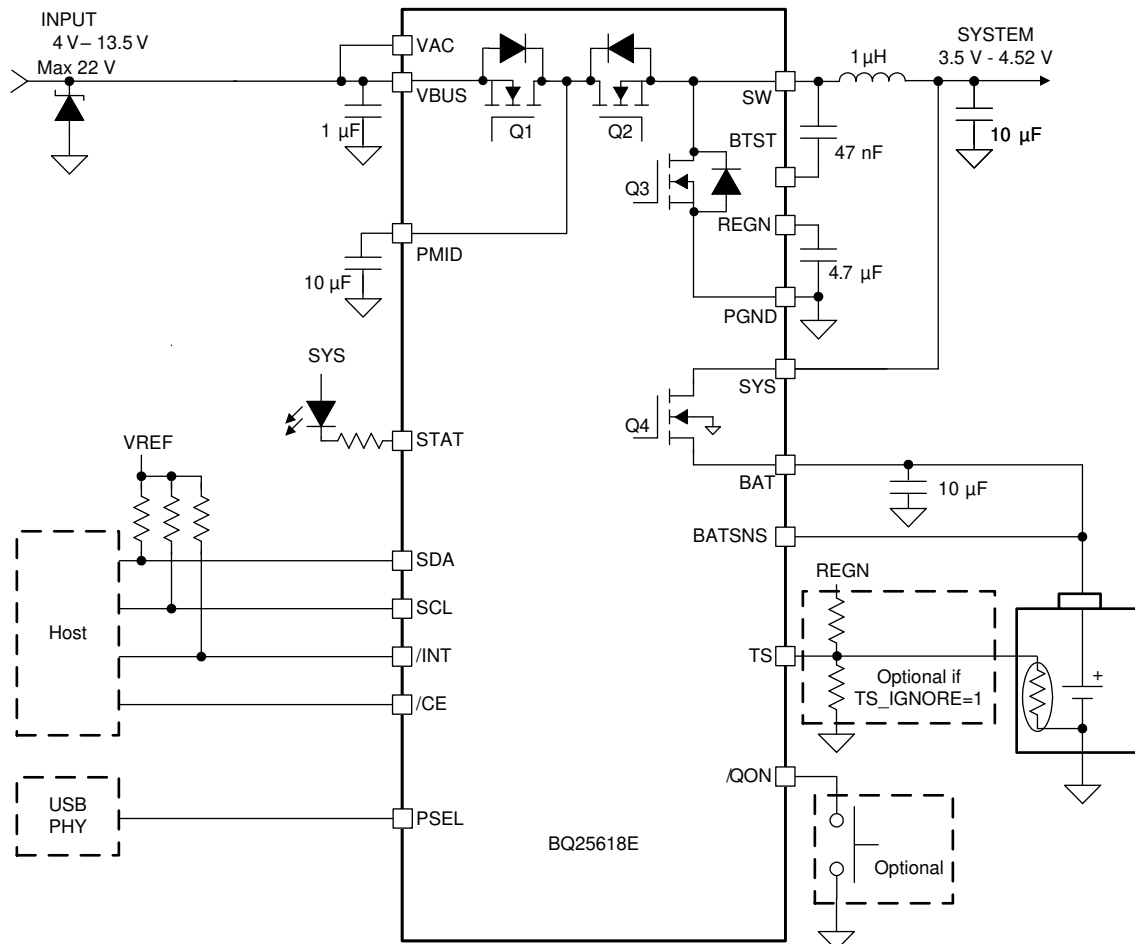 INPUT
4 V – 13.5 V
Max 22 V
VAC
VBUS
1 µF
Q1
Q2
SW
1 µH
SYSTEM
3.5 V - 4.52 V
10 µF
BTST
47 nF
Q3
REGN
4.7 µF
PGND
PMID
10 µF
SYS
STAT
SYS
Q4
BAT
10 µF
BATSNS
VREF
Host
SDA
SCL
/INT
/CE
REGN
TS
Optional if
TS_IGNORE=1
+
/QON
Optional
USB
PHY
PSEL
BQ25618E